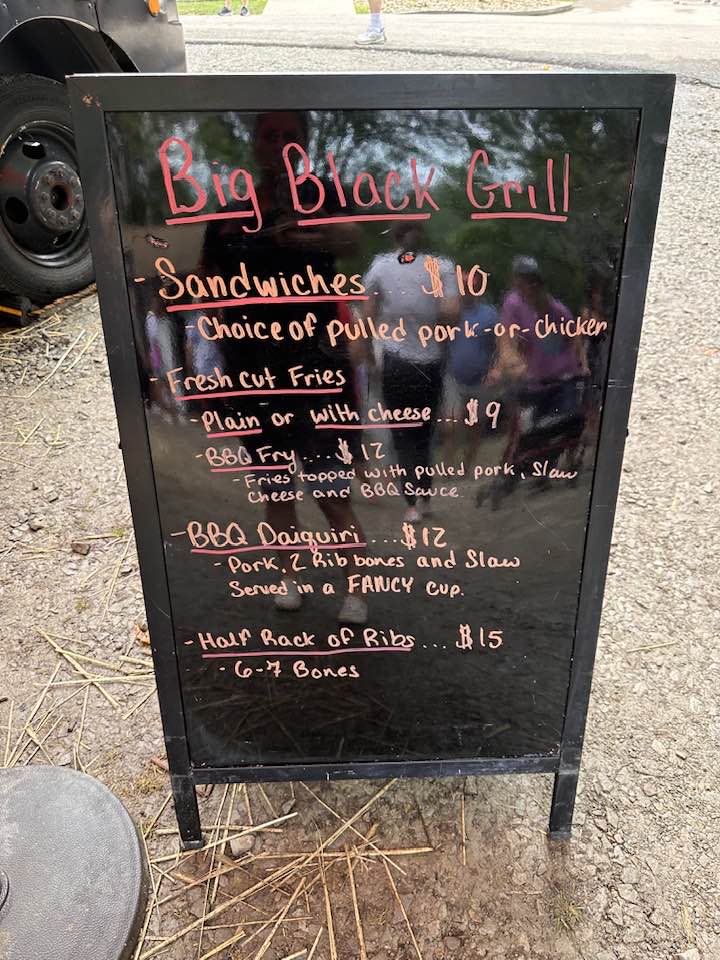 Big Black Grill
- Sandwiches... $10
- Choice of pulled pork-or-chicken
- Fresh cut Fries
- Plain or with cheese... $9
- BBQ Fry.... $12
- Fries topped with pulled pork, Slaw
cheese and BBQ Sauce.
- BBQ Daiquiri ... $12
- Pork, 2 Rib bones and Slaw
Served in a FANCY cup.
- Half Rack of Ribs... $15
- 6-7 Bones